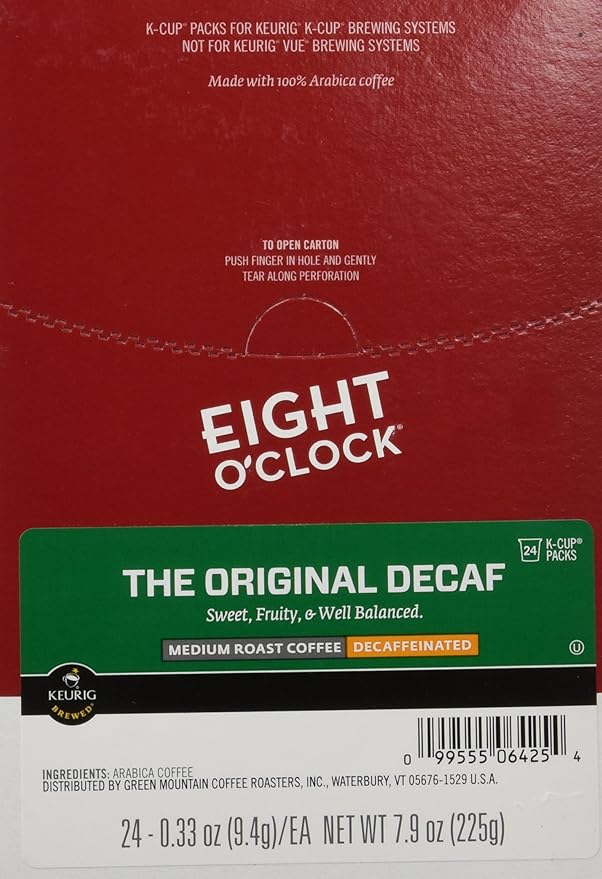 K-CUP® PACKS FOR KEURIG® K-CUP® BREWING SYSTEMS
NOT FOR KEURIG® VUE® BREWING SYSTEMS
Made with 100% Arabica coffee
TO OPEN CARTON
PUSH FINGER IN HOLE AND GENTLY
TEAR ALONG PERFORATION
EIGHT
O'CLOCK®
24 K-CUP®
PACKS
THE ORIGINAL DECAF
Sweet, Fruity, & Well Balanced.
MEDIUM ROAST COFFEE DECAFFEINATED
U
KEURIG
BREWED®
0 99555 06425 4
INGREDIENTS: ARABICA COFFEE
DISTRIBUTED BY GREEN MOUNTAIN COFFEE ROASTERS, INC., WATERBURY, VT 05676-1529 U.S.A.
24 - 0.33 oz (9.4g)/EA NET WT 7.9 oz (225g)